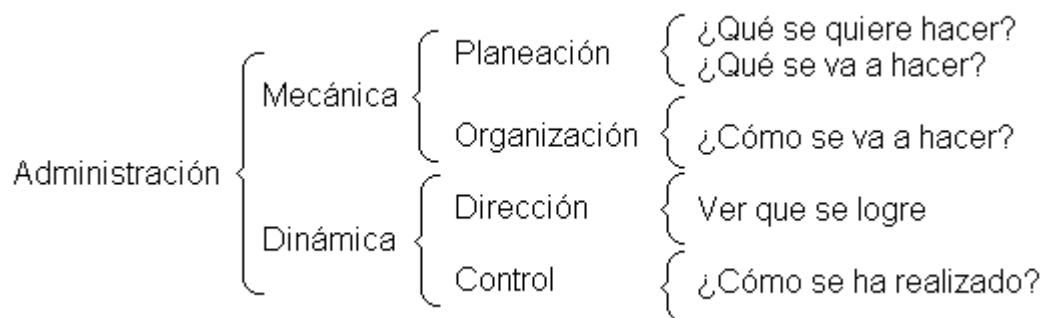 Administración
Mecánica
Planeación
¿Qué se quiere hacer?
¿Qué se va a hacer?
Organización
¿Cómo se va a hacer?
Dinámica
Dirección
Ver que se logre
Control
¿Cómo se ha realizado?